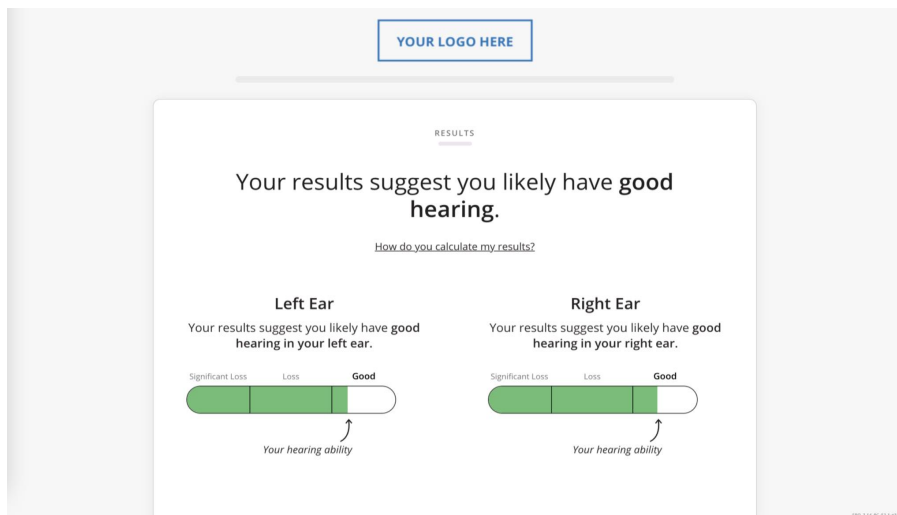 YOUR LOGO HERE
RESULTS
Your results suggest you likely have good
hearing.
How do you calculate my results?
Left Ear
Your results suggest you likely have good
hearing in your left ear.
Significant Loss Loss Good
Your hearing ability
Right Ear
Your results suggest you likely have good
hearing in your right ear.
Significant Loss Loss Good
Your hearing ability